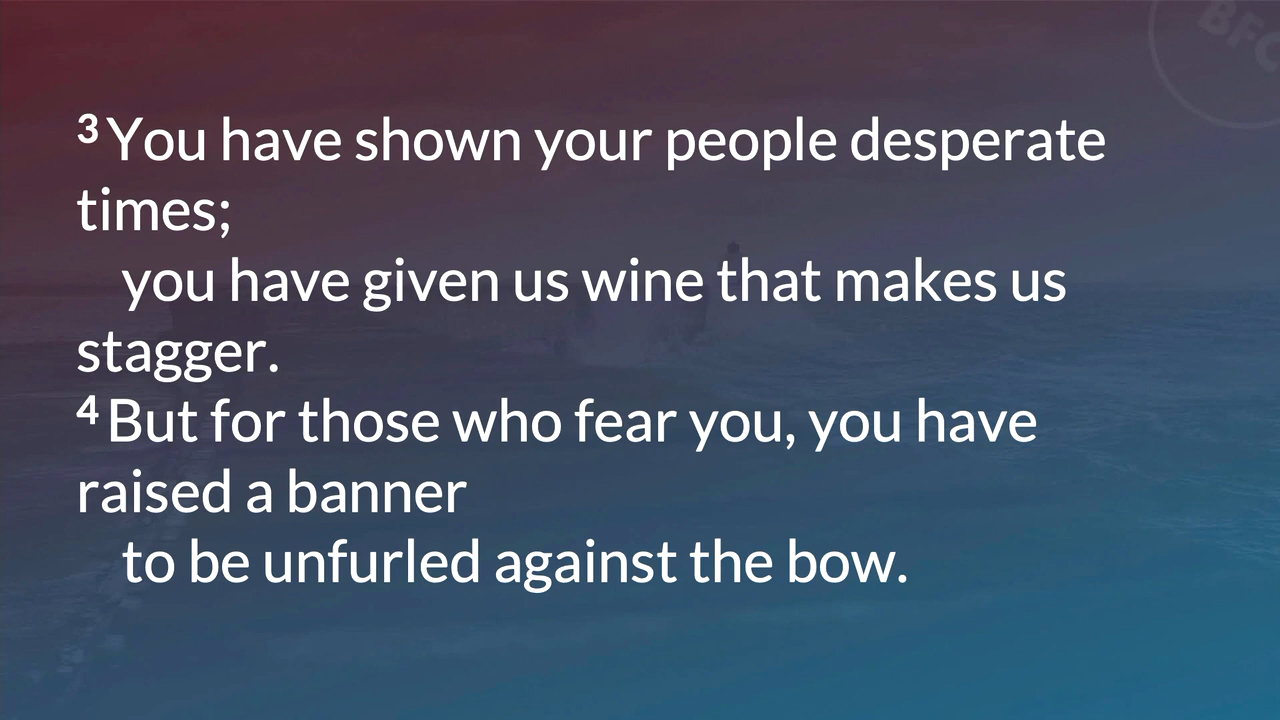 BFC
³ You have shown your people desperate
times;
you have given us wine that makes us
stagger.
⁴ But for those who fear you, you have
raised a banner
to be unfurled against the bow.